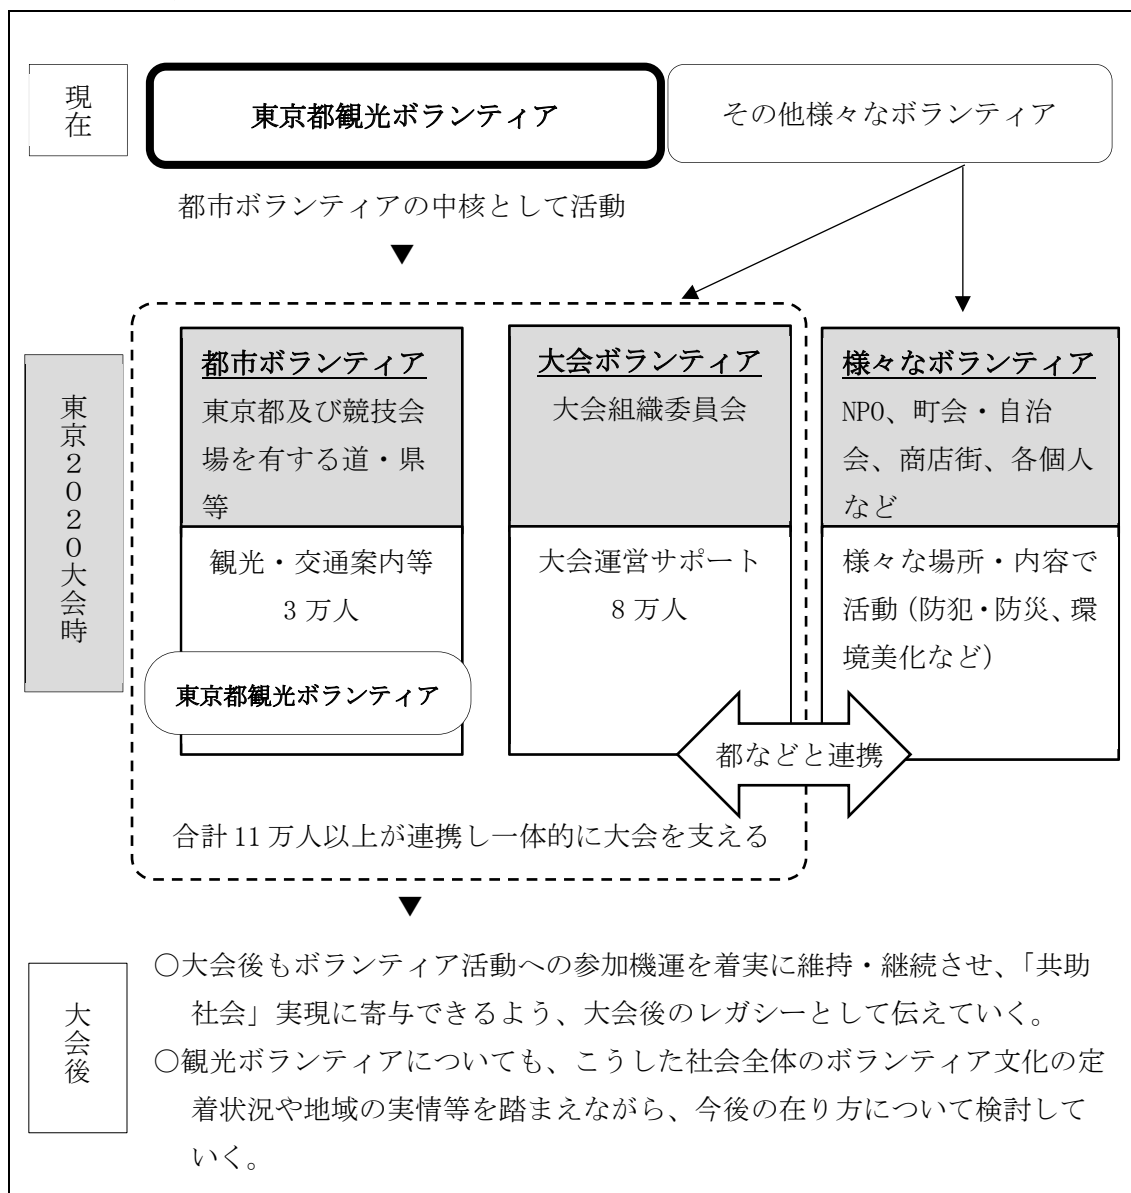 現在
東京都観光ボランティア
その他様々なボランティア
都市ボランティアの中核として活動
▼
東京2020大会時
都市ボランティア
東京都及び競技会
場を有する道・県
等
観光・交通案内等
3万人
東京都観光ボランティア
大会ボランティア
大会組織委員会
大会運営サポート
8万人
様々なボランティア
NPO、町会・自治
会、商店街、各個人
など
様々な場所・内容で
活動(防犯・防災、環
境美化など)
都などと連携
合計11万人以上が連携し一体的に大会を支える
▼
大会後
○大会後もボランティア活動への参加機運を着実に維持・継続させ、「共助
社会」実現に寄与できるよう、大会後のレガシーとして伝えていく。
○観光ボランティアについても、こうした社会全体のボランティア文化の定
着状況や地域の実情等を踏まえながら、今後の在り方について検討して
いく。